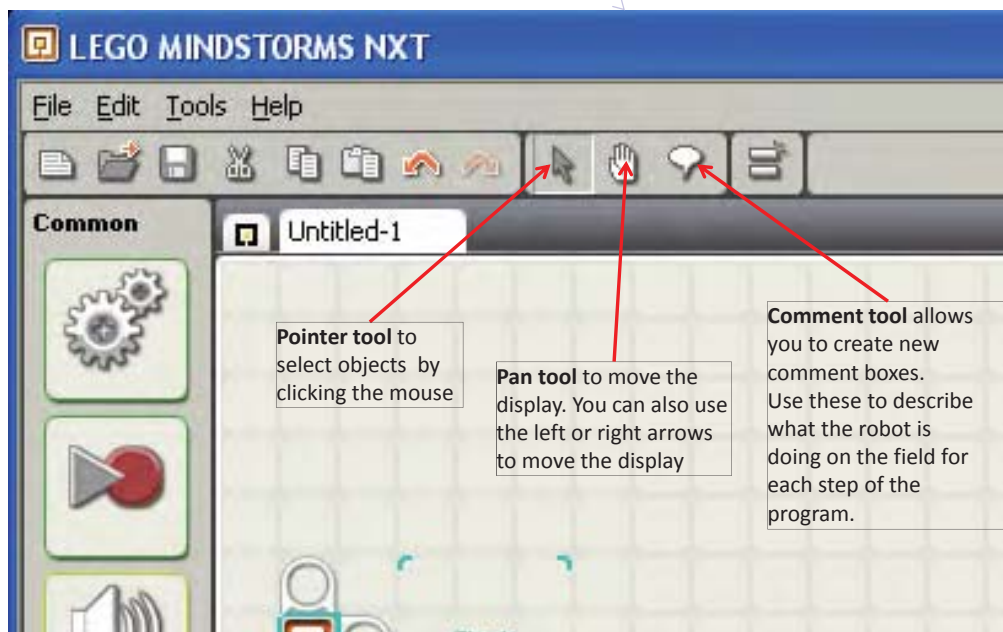 LEGO MINDSTORMS NXT
File Edit Tools Help
Common
Untitled-1
Pointer tool to
select objects by
clicking the mouse
Pan tool to move the
display. You can also use
the left or right arrows
to move the display
Comment tool allows
you to create new
comment boxes.
Use these to describe
what the robot is
doing on the field for
each step of the
program.